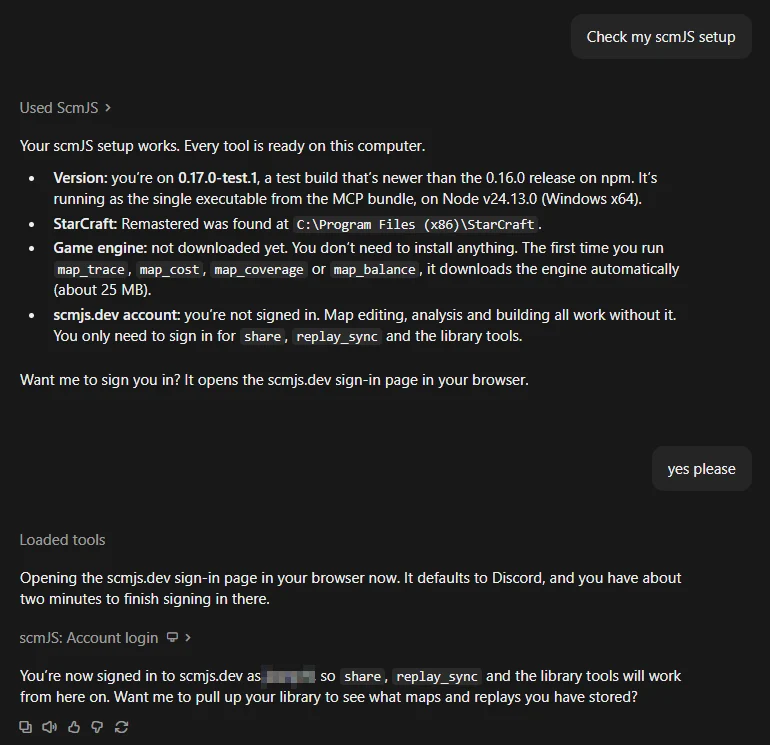 Check my scmJS setup
Used ScmJS >
Your scmJS setup works. Every tool is ready on this computer.
• Version: you’re on 0.17.0-test.1, a test build that’s newer than the 0.16.0 release on npm. It’s
running as the single executable from the MCP bundle, on Node v24.13.0 (Windows x64).
• StarCraft: Remastered was found at C:\Program Files (x86)\StarCraft.
• Game engine: not downloaded yet. You don’t need to install anything. The first time you run
map_trace, map_cost, map_coverage or map_balance, it downloads the engine automatically
(about 25 MB).
• scmjs.dev account: you’re not signed in. Map editing, analysis and building all work without it.
You only need to sign in for share, replay_sync and the library tools.
Want me to sign you in? It opens the scmjs.dev sign-in page in your browser.
yes please
Loaded tools
Opening the scmjs.dev sign-in page in your browser now. It defaults to Discord, and you have about
two minutes to finish signing in there.
scmJS: Account login >
You’re now signed in to scmjs.dev as so share, replay_sync and the library tools will work
from here on. Want me to pull up your library to see what maps and replays you have stored?